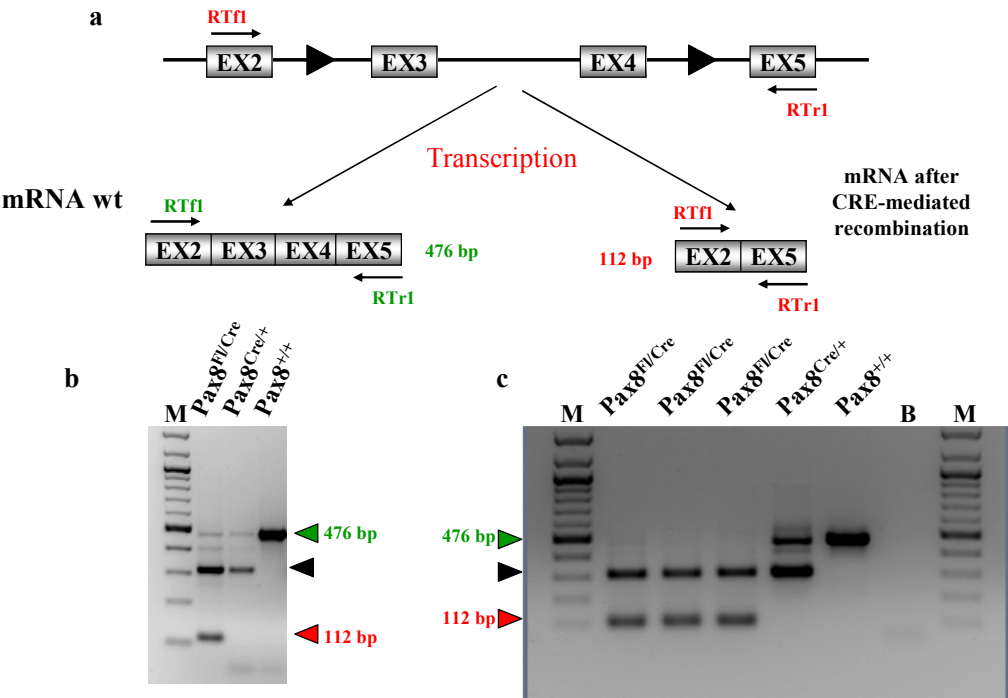 a
RTf1
EX2 EX3 EX4 EX5
RTr1
Transcription
mRNA wt
RTf1
EX2 EX3 EX4 EX5
476 bp
RTr1
mRNA after
CRE-mediated
recombination
RTf1
112 bp
EX2 EX5
RTr1
b
M Pax8Fl/Cre Pax8Cre/+ Pax8+/+
476 bp
112 bp
c
M Pax8Fl/Cre Pax8Fl/Cre Pax8Fl/Cre Pax8Cre/+ Pax8+/+ B M
476 bp
112 bp